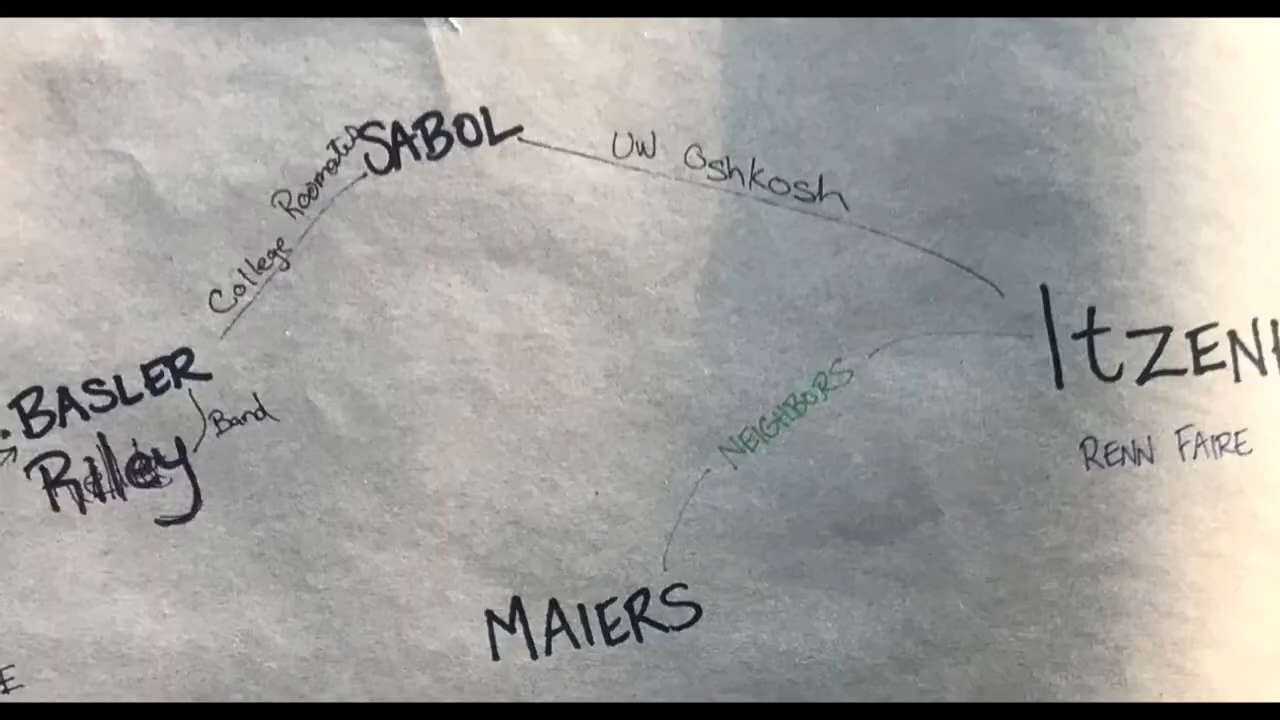 SABOL
UW Oshkosh
College Roomates
ItZEN
RENN FAIRE
BASLER
Band
Riley
NEIGHBORS
MAIERS
E